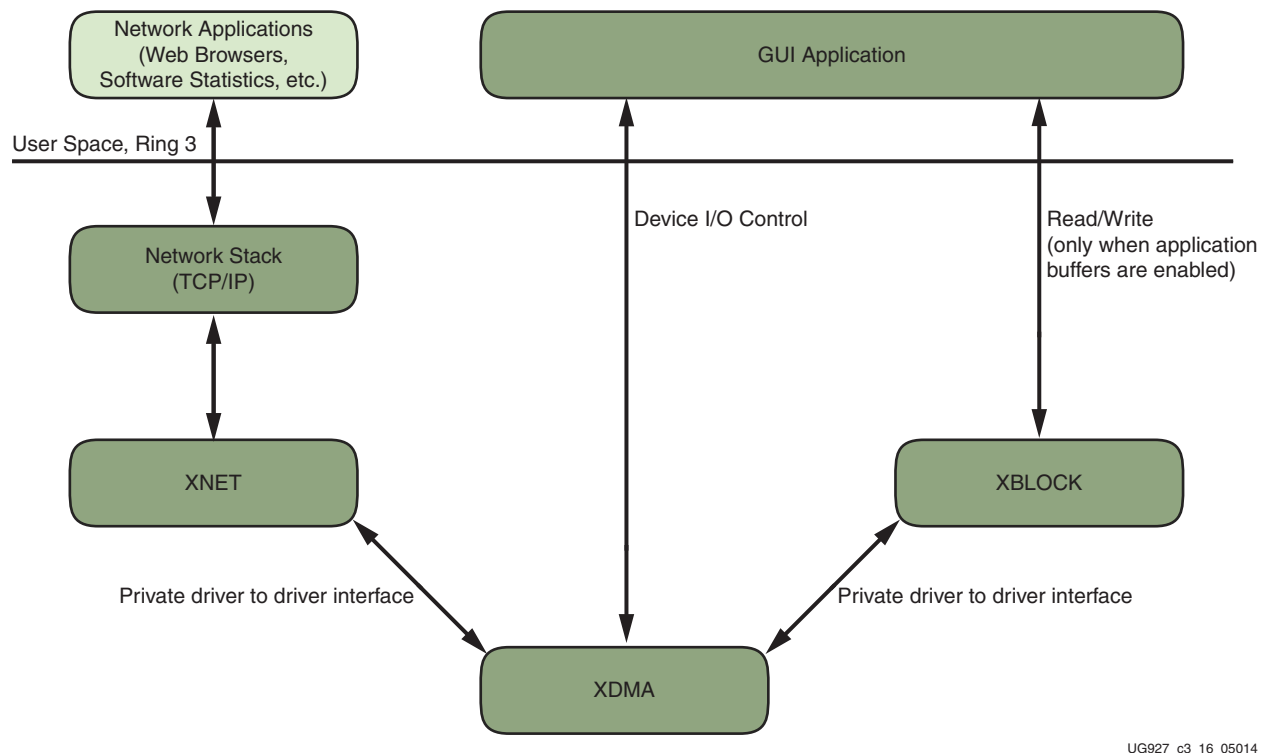 Network Applications
(Web Browsers,
Software Statistics, etc.)
GUI Application
User Space, Ring 3
Device I/O Control
Read/Write
(only when application
buffers are enabled)
Network Stack
(TCP/IP)
XNET
XBLOCK
Private driver to driver interface
Private driver to driver interface
XDMA
UG927_c3_16_05014